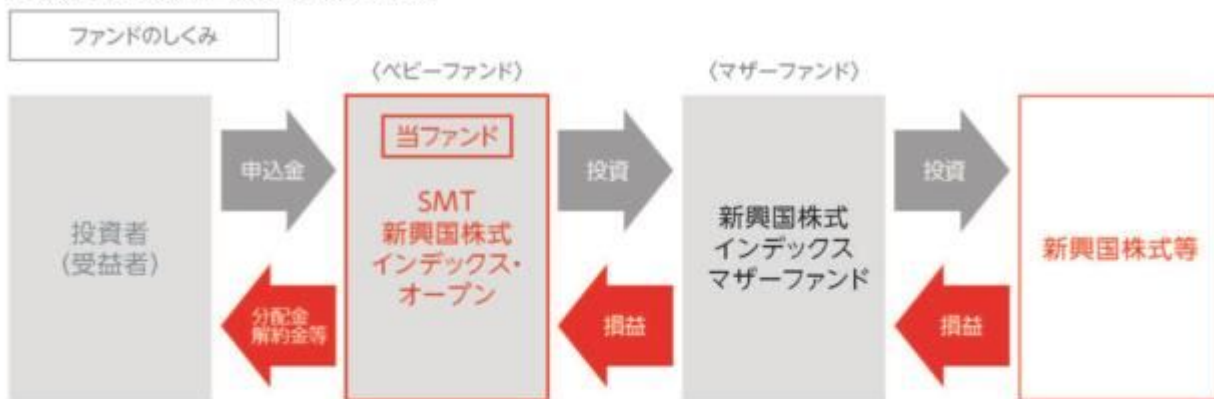 ファンドのしくみ
〈ベビーファンド〉
〈マザーファンド〉
投資者
(受益者)
申込金
分配金
解約金等
当ファンド
SMT
新興国株式
インデックス・
オープン
投資
損益
新興国株式
インデックス
マザーファンド
投資
損益
新興国株式等